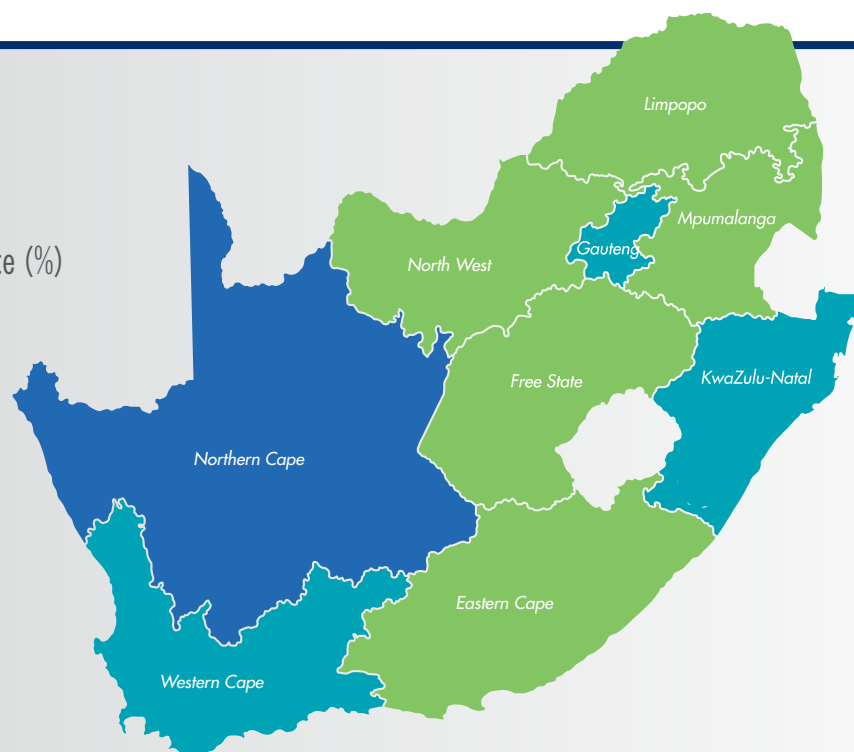 Limpopo
Mpumalanga
Gauteng
(%)
North West
Free State
KwaZulu-Natal
Northern Cape
Eastern Cape
Western Cape